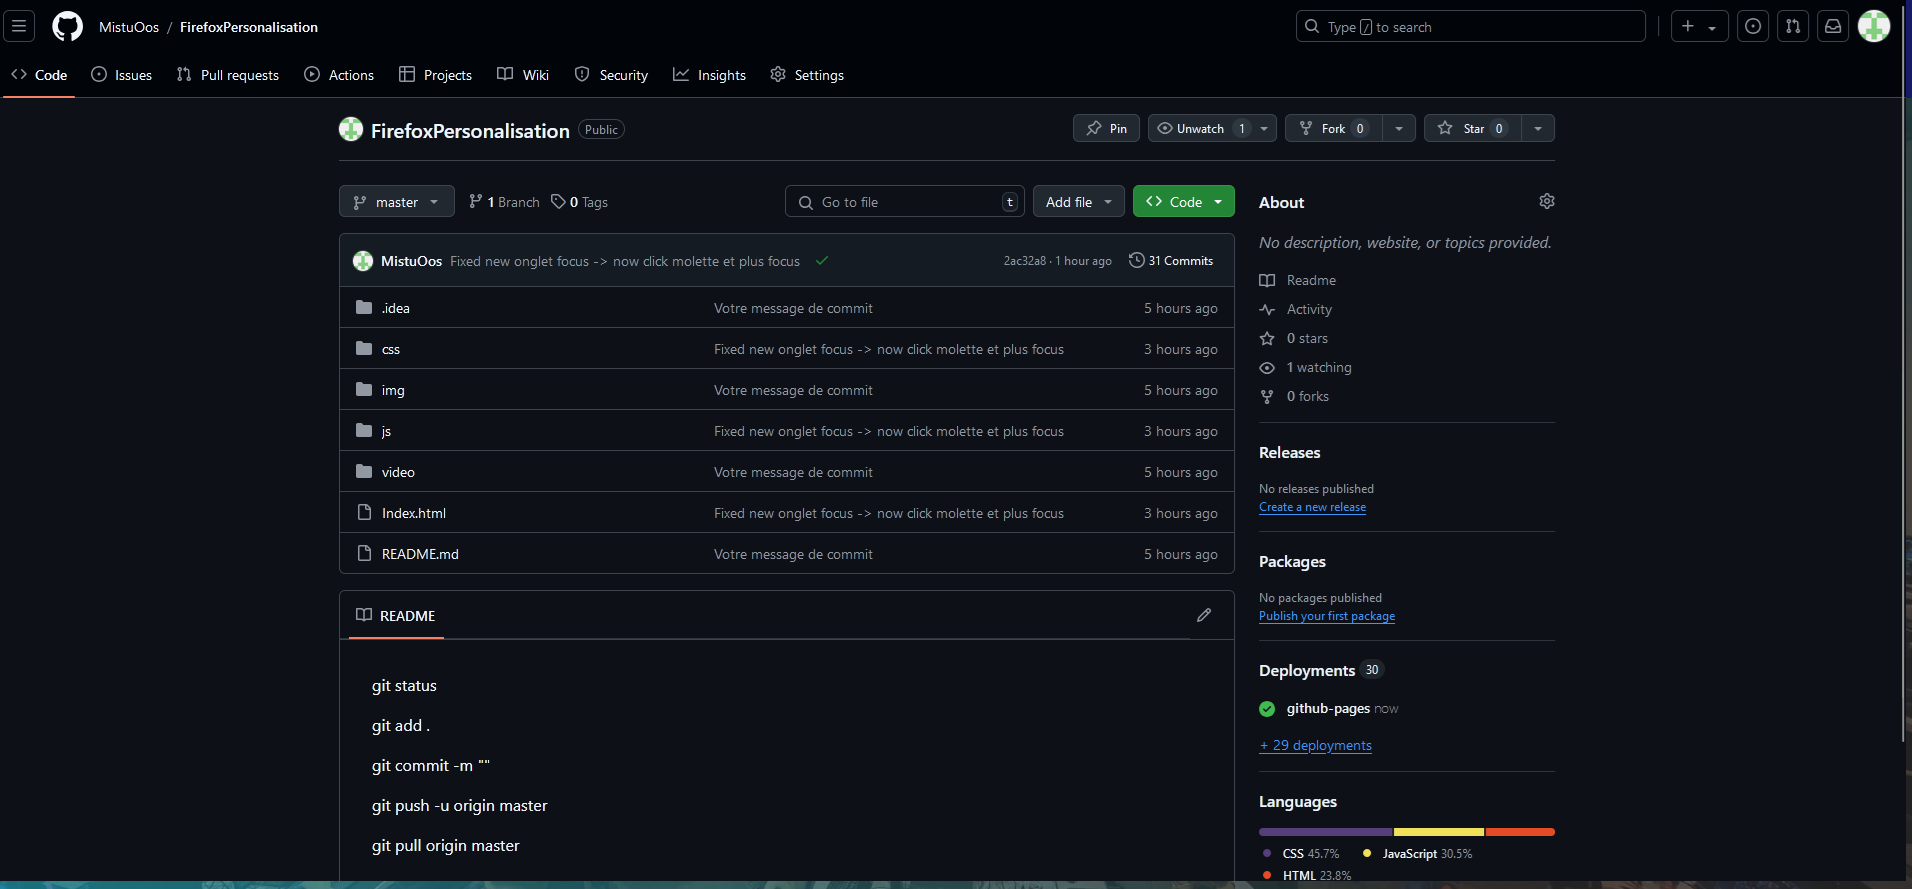 MistuOos / FirefoxPersonalisation
Type / to search
Code Issues Pull requests Actions Projects Wiki Security Insights Settings
FirefoxPersonalisation Public
Pin Unwatch 1 Fork 0 Star 0
master 1 Branch 0 Tags
Go to file t Add file Code
MistuOos Fixed new onglet focus -> now click molette et plus focus 2ac32a8 · 1 hour ago 31 Commits
.idea Votre message de commit 5 hours ago
css Fixed new onglet focus -> now click molette et plus focus 3 hours ago
img Votre message de commit 5 hours ago
js Fixed new onglet focus -> now click molette et plus focus 3 hours ago
video Votre message de commit 5 hours ago
Index.html Fixed new onglet focus -> now click molette et plus focus 3 hours ago
README.md Votre message de commit 5 hours ago
README
git status
git add .
git commit -m ""
git push -u origin master
git pull origin master
About
No description, website, or topics provided.
Readme
Activity
0 stars
1 watching
0 forks
Releases
No releases published
Create a new release
Packages
No packages published
Publish your first package
Deployments 30
github-pages now
+ 29 deployments
Languages
CSS 45.7% JavaScript 30.5%
HTML 23.8%